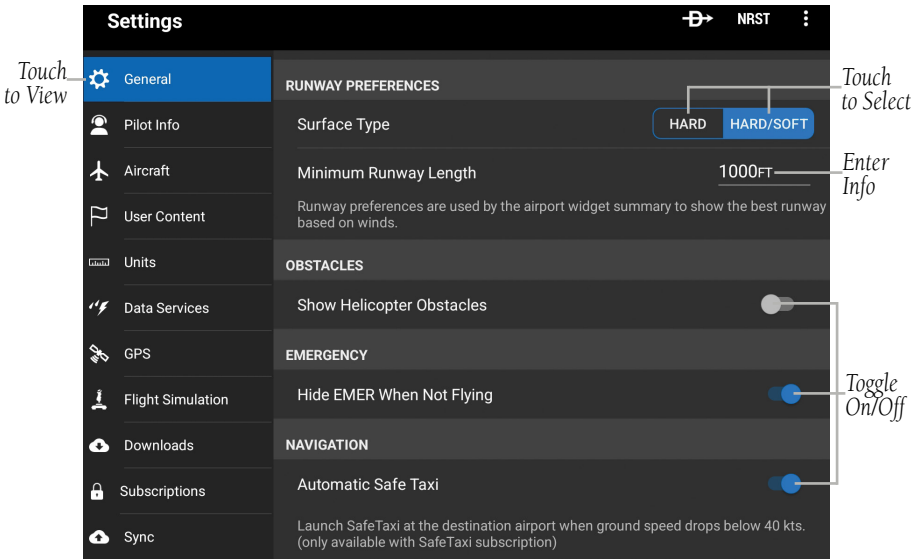 Settings
D
NRST
Touch
to View
General
Pilot Info
Aircraft
User Content
Units
Data Services
GPS
Flight Simulation
Downloads
Subscriptions
Sync
RUNWAY PREFERENCES
Surface Type
HARD
HARD/SOFT
Touch
to Select
Minimum Runway Length
1000FT
Enter
Info
Runway preferences are used by the airport widget summary to show the best runway
based on winds.
OBSTACLES
Show Helicopter Obstacles
EMERGENCY
Hide EMER When Not Flying
Toggle
On/Off
NAVIGATION
Automatic Safe Taxi
Launch SafeTaxi at the destination airport when ground speed drops below 40 kts.
(only available with SafeTaxi subscription)